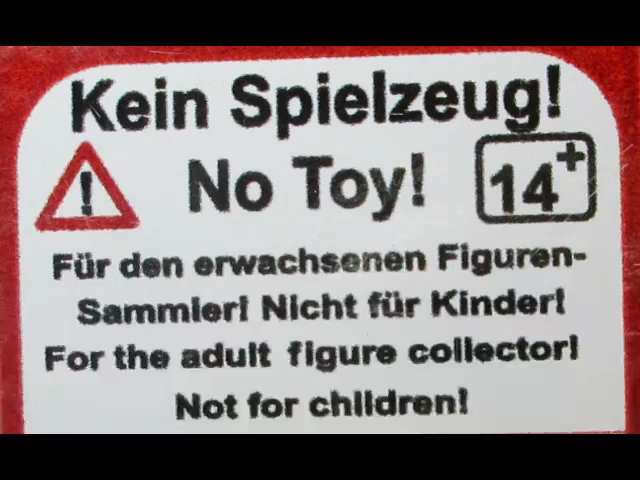 Kein Spielzeug!
! No Toy! 14+
Für den erwachsenen Figuren-
Sammler! Nicht für Kinder!
For the adult figure collector!
Not for children!